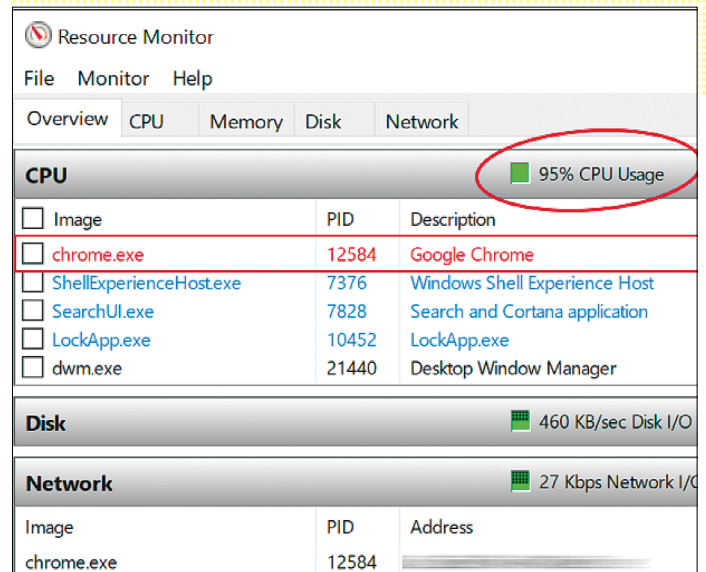 Resource Monitor
File Monitor Help
Overview CPU Memory Disk Network
CPU 95% CPU Usage
Image PID Description
chrome.exe 12584 Google Chrome
ShellExperienceHost.exe 7376 Windows Shell Experience Host
SearchUI.exe 7828 Search and Cortana application
LockApp.exe 10452 LockApp.exe
dwm.exe 21440 Desktop Window Manager
Disk 460 KB/sec Disk I/O
Network 27 Kbps Network I/
Image PID Address
chrome.exe 12584